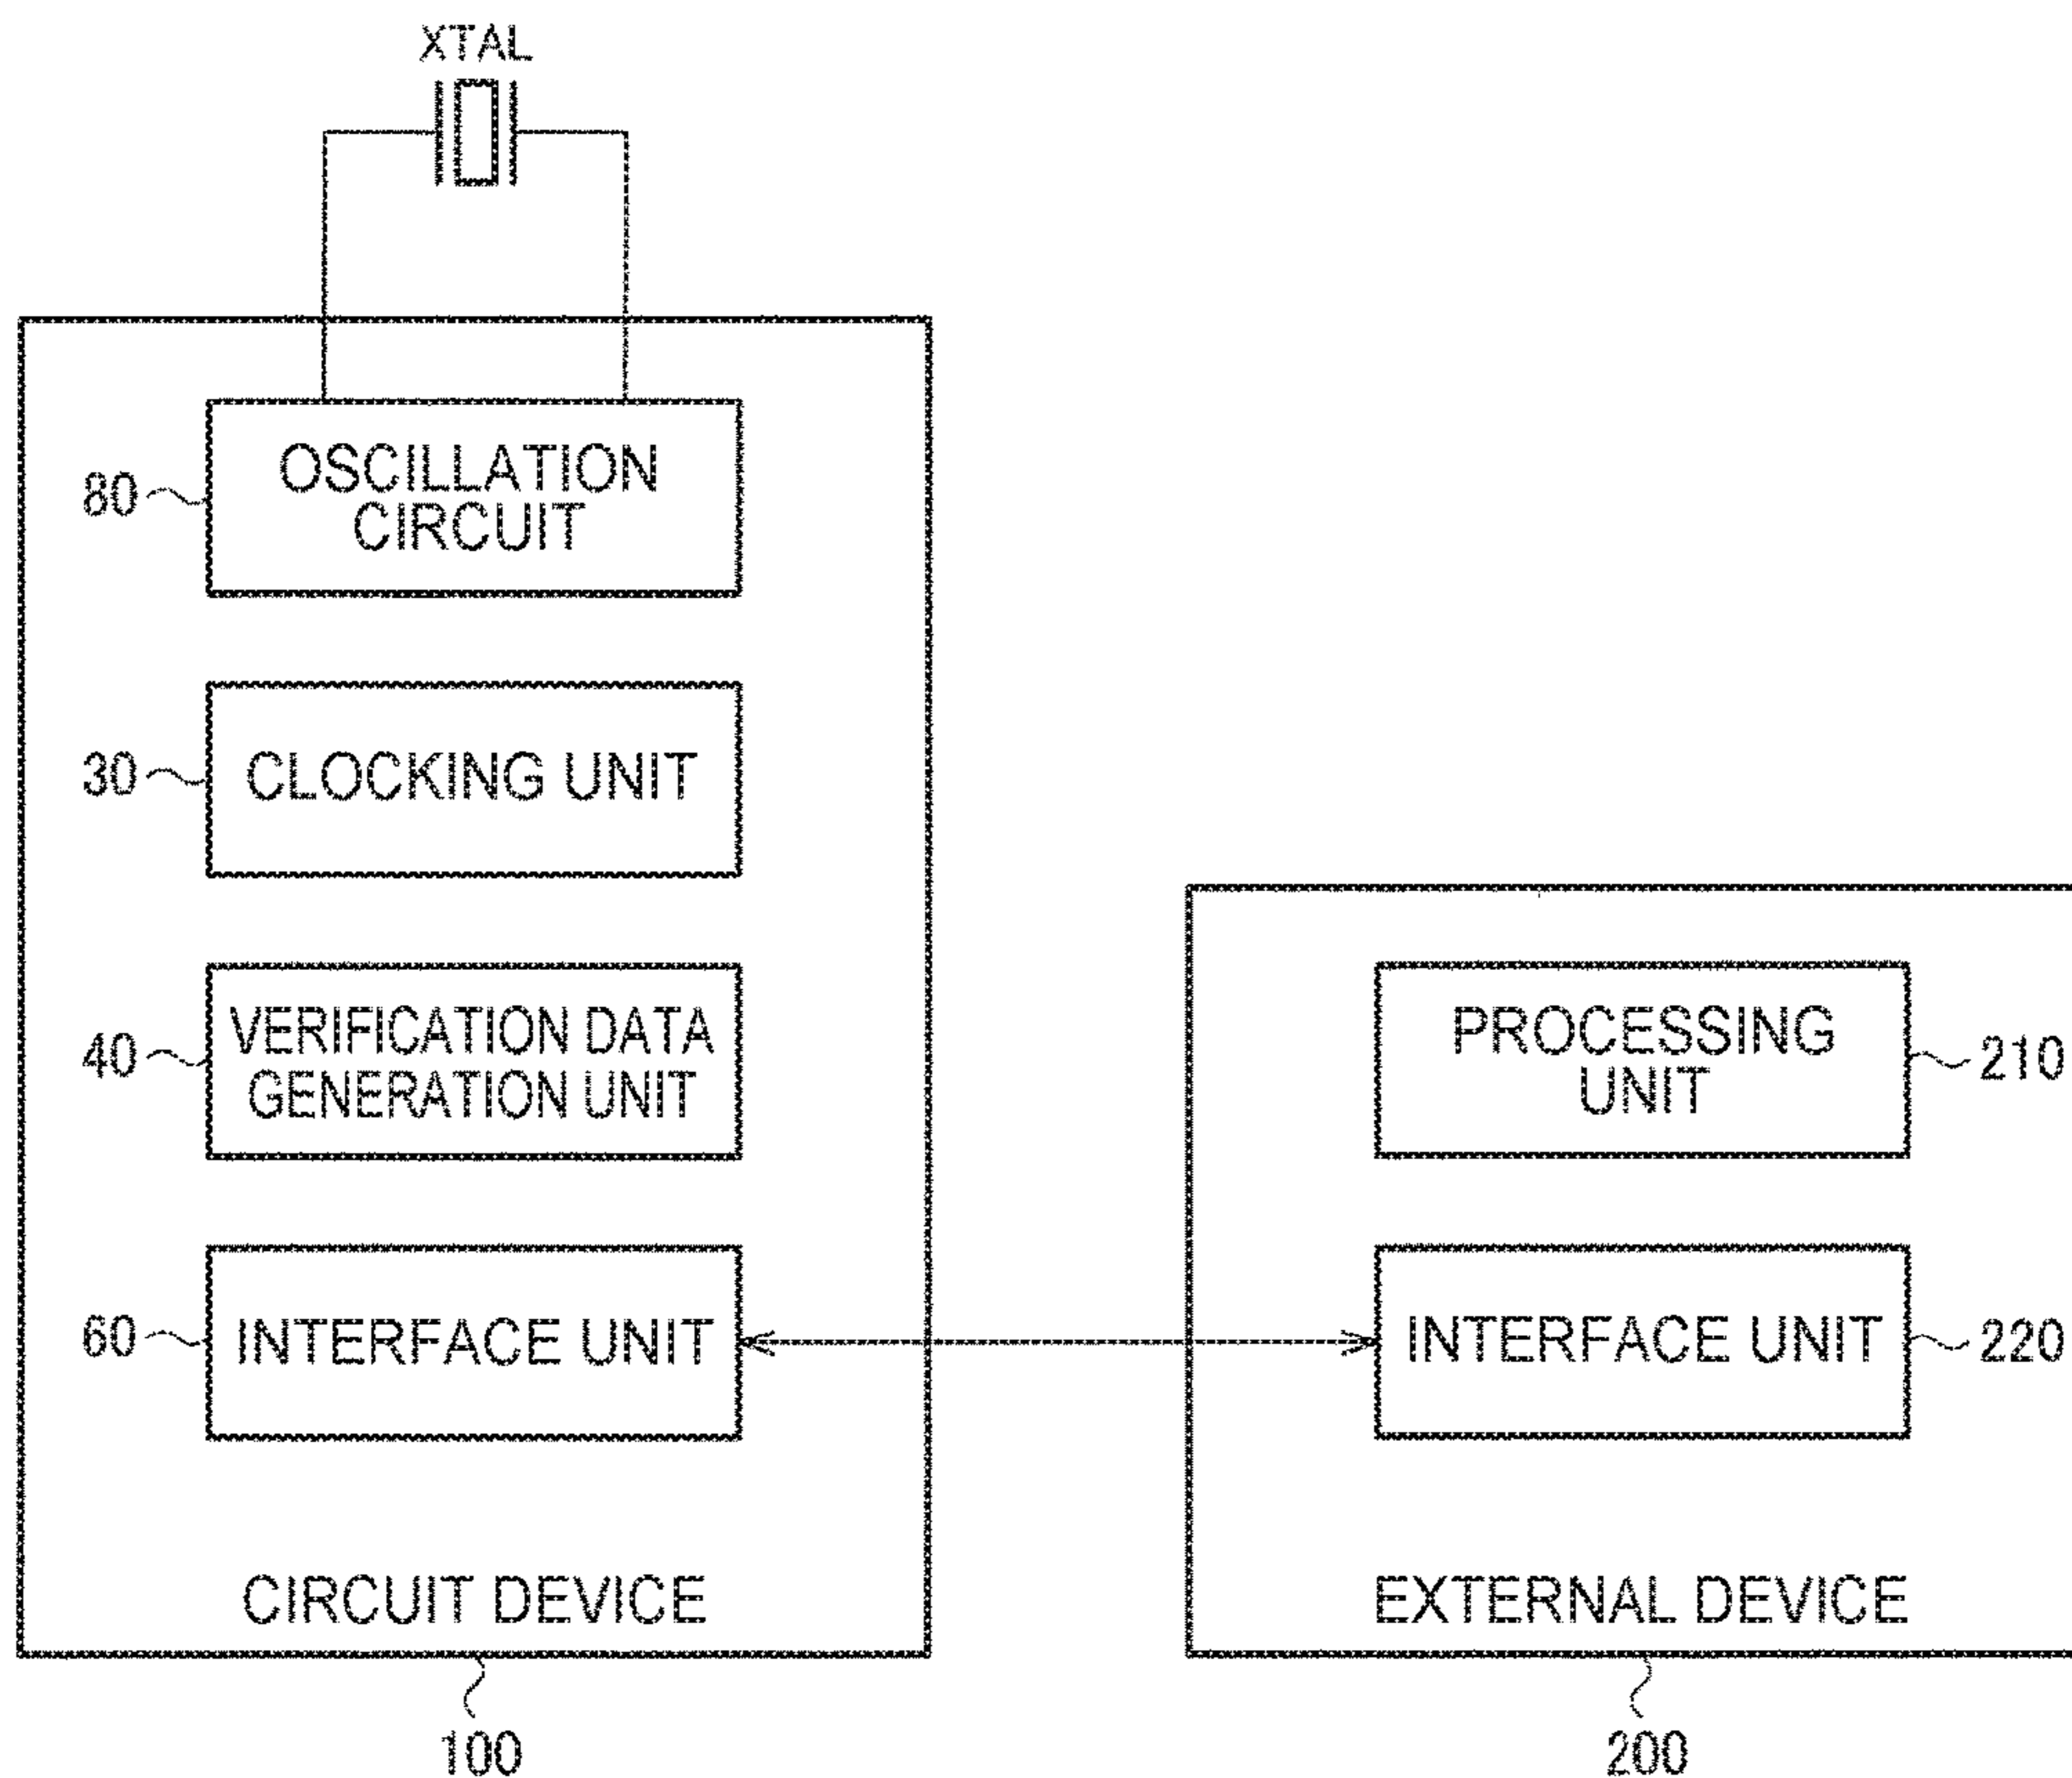 XTAL
80
OSCILLATION
CIRCUIT
30
CLOCKING UNIT
40
VERIFICATION DATA
GENERATION UNIT
60
INTERFACE UNIT
CIRCUIT DEVICE
100
PROCESSING
UNIT
210
INTERFACE UNIT
220
EXTERNAL DEVICE
200